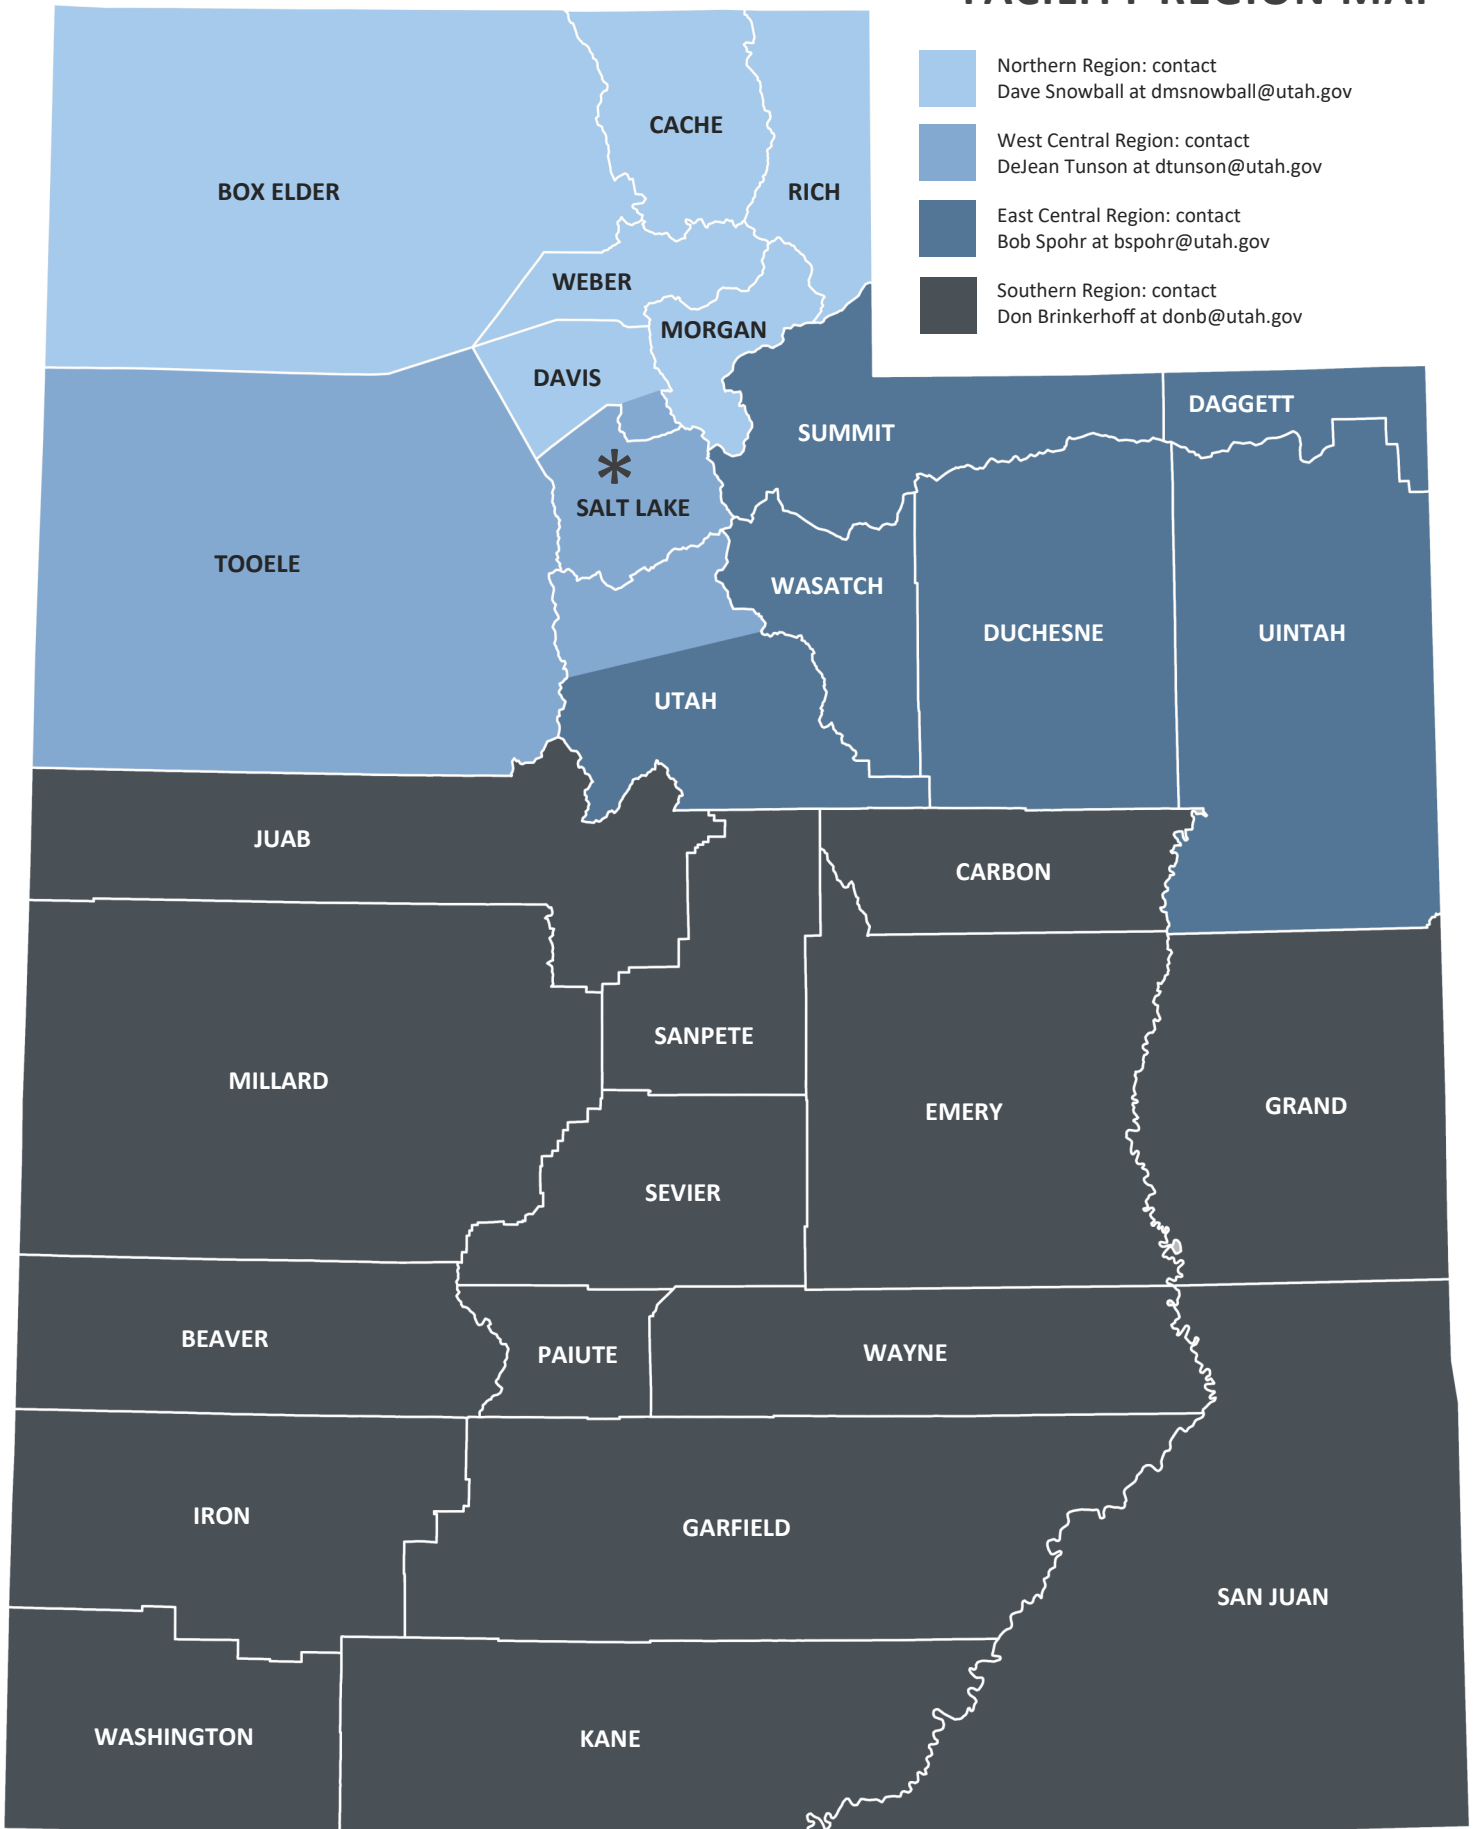 FACILITY REGION MAP
Northern Region: contact
Dave Snowball at dmsnowball@utah.gov
West Central Region: contact
DeJean Tunson at dtunson@utah.gov
East Central Region: contact
Bob Spohr at bspohr@utah.gov
Southern Region: contact
Don Brinkerhoff at donb@utah.gov
CACHE
BOX ELDER
RICH
WEBER
MORGAN
DAVIS
DAGGETT
SUMMIT
*
SALT LAKE
TOOELE
WASATCH
DUCHESNE
UINTAH
UTAH
JUAB
CARBON
SANPETE
MILLARD
EMERY
GRAND
SEVIER
BEAVER
PAIUTE
WAYNE
IRON
GARFIELD
SAN JUAN
WASHINGTON
KANE